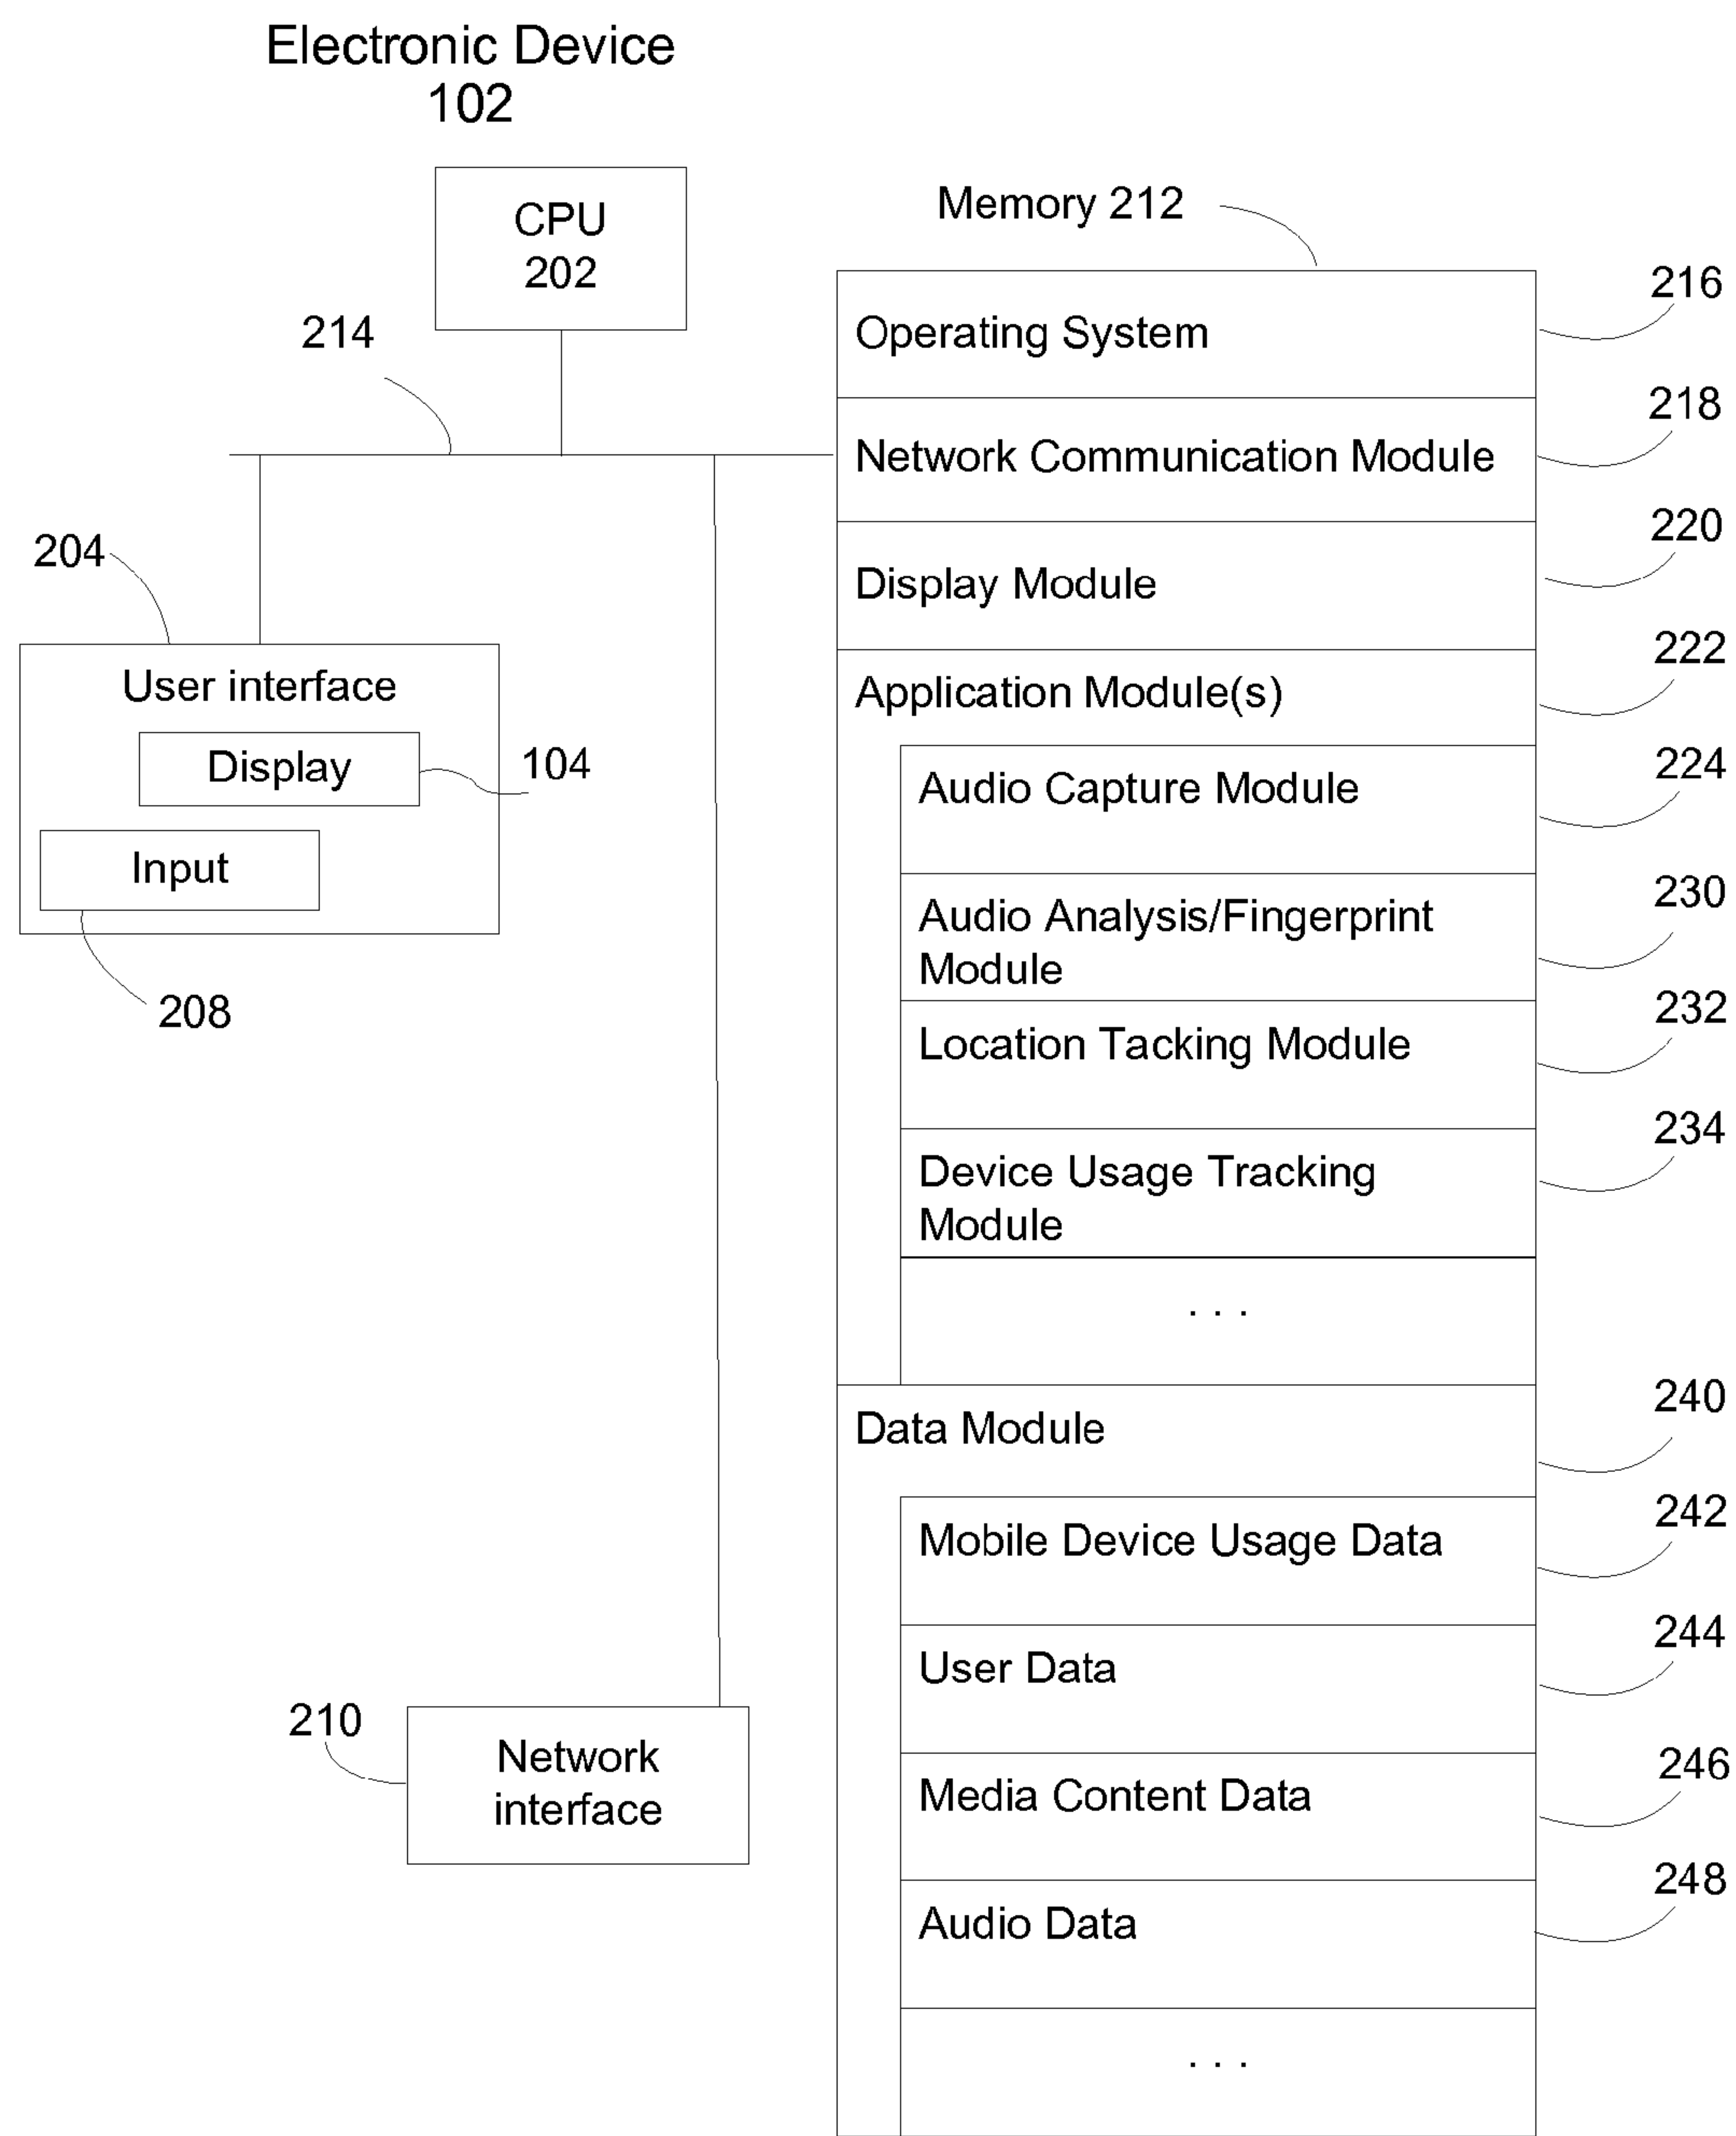 Electronic Device
102
CPU
202
Memory 212
214
204
User interface
Display
104
Input
208
210
Network
interface
Operating System
216
Network Communication Module
218
Display Module
220
Application Module(s)
222
Audio Capture Module
224
Audio Analysis/Fingerprint
Module
230
Location Tacking Module
232
Device Usage Tracking
Module
234
. . .
Data Module
240
Mobile Device Usage Data
242
User Data
244
Media Content Data
246
Audio Data
248
. . .